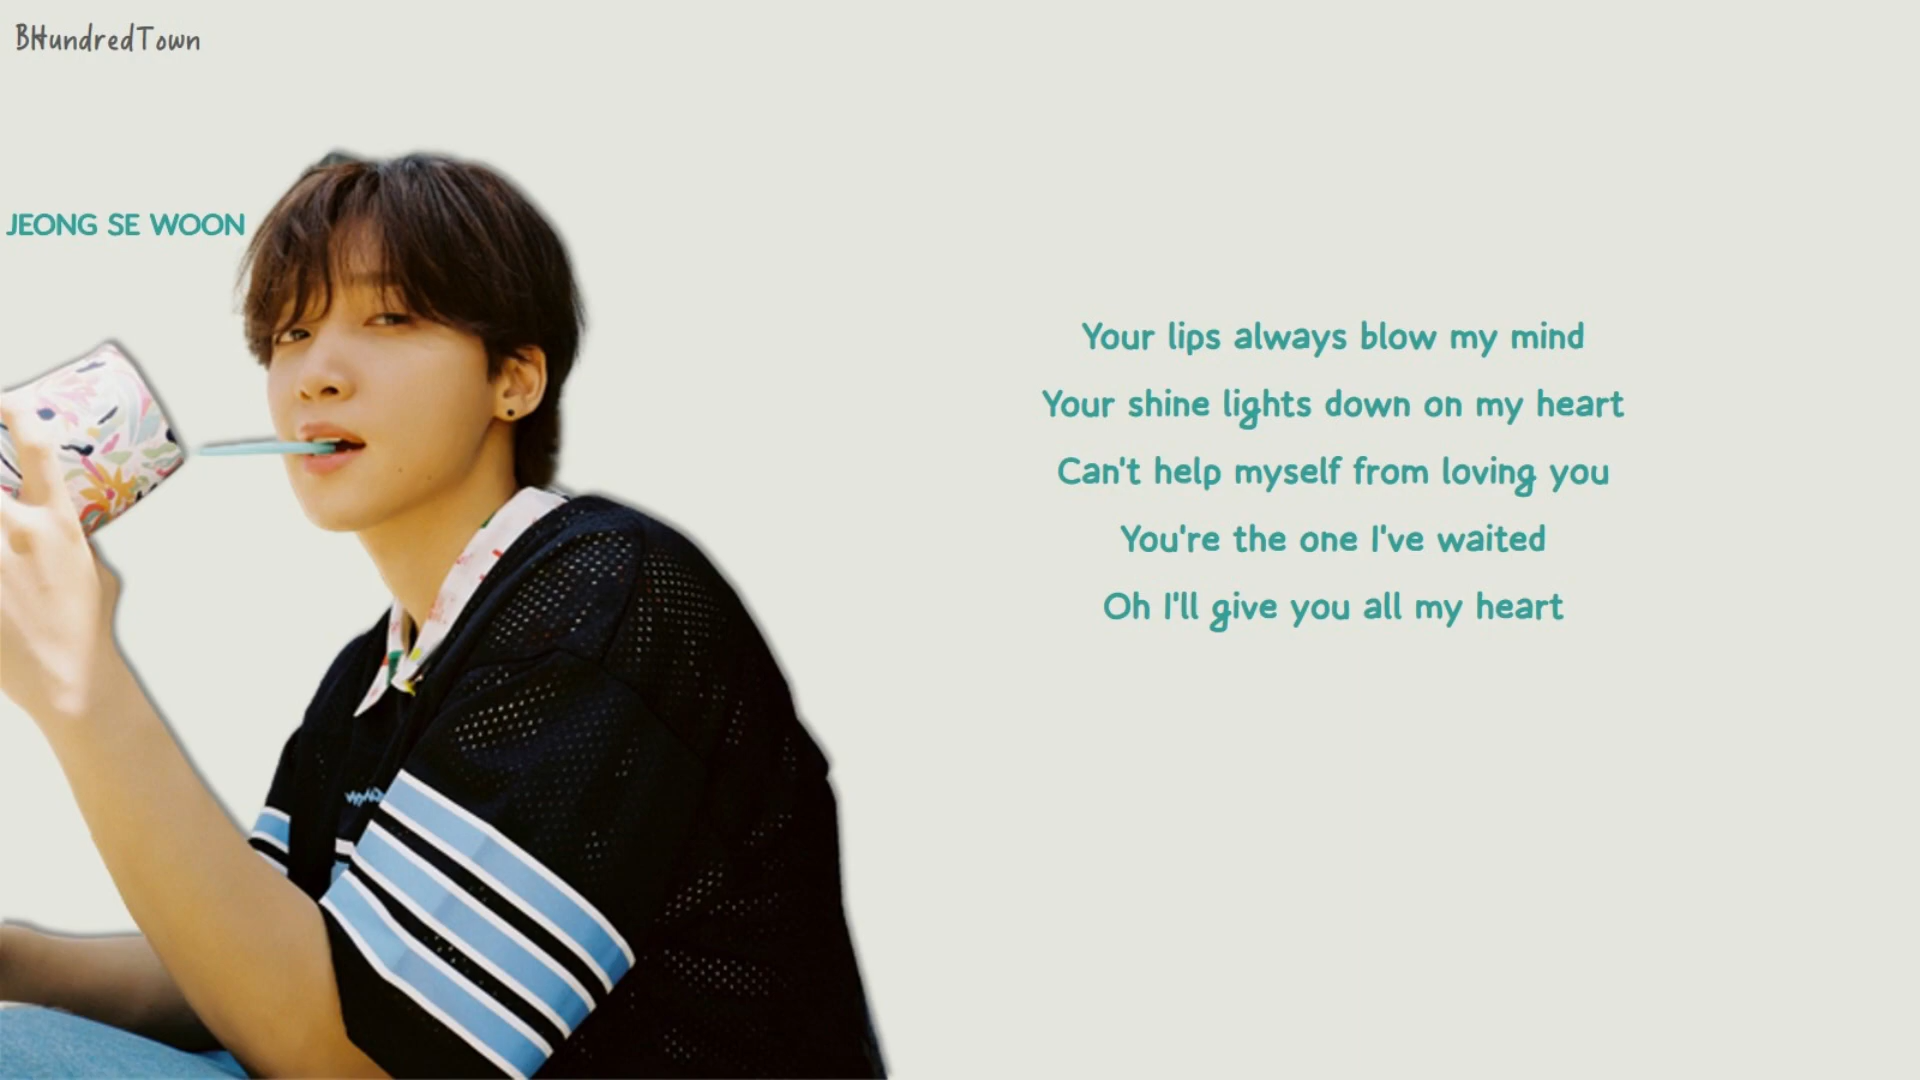 BHundredTown
JEONG SE WOON
Your lips always blow my mind
Your shine lights down on my heart
Can't help myself from loving you
You're the one I've waited
Oh I'll give you all my heart